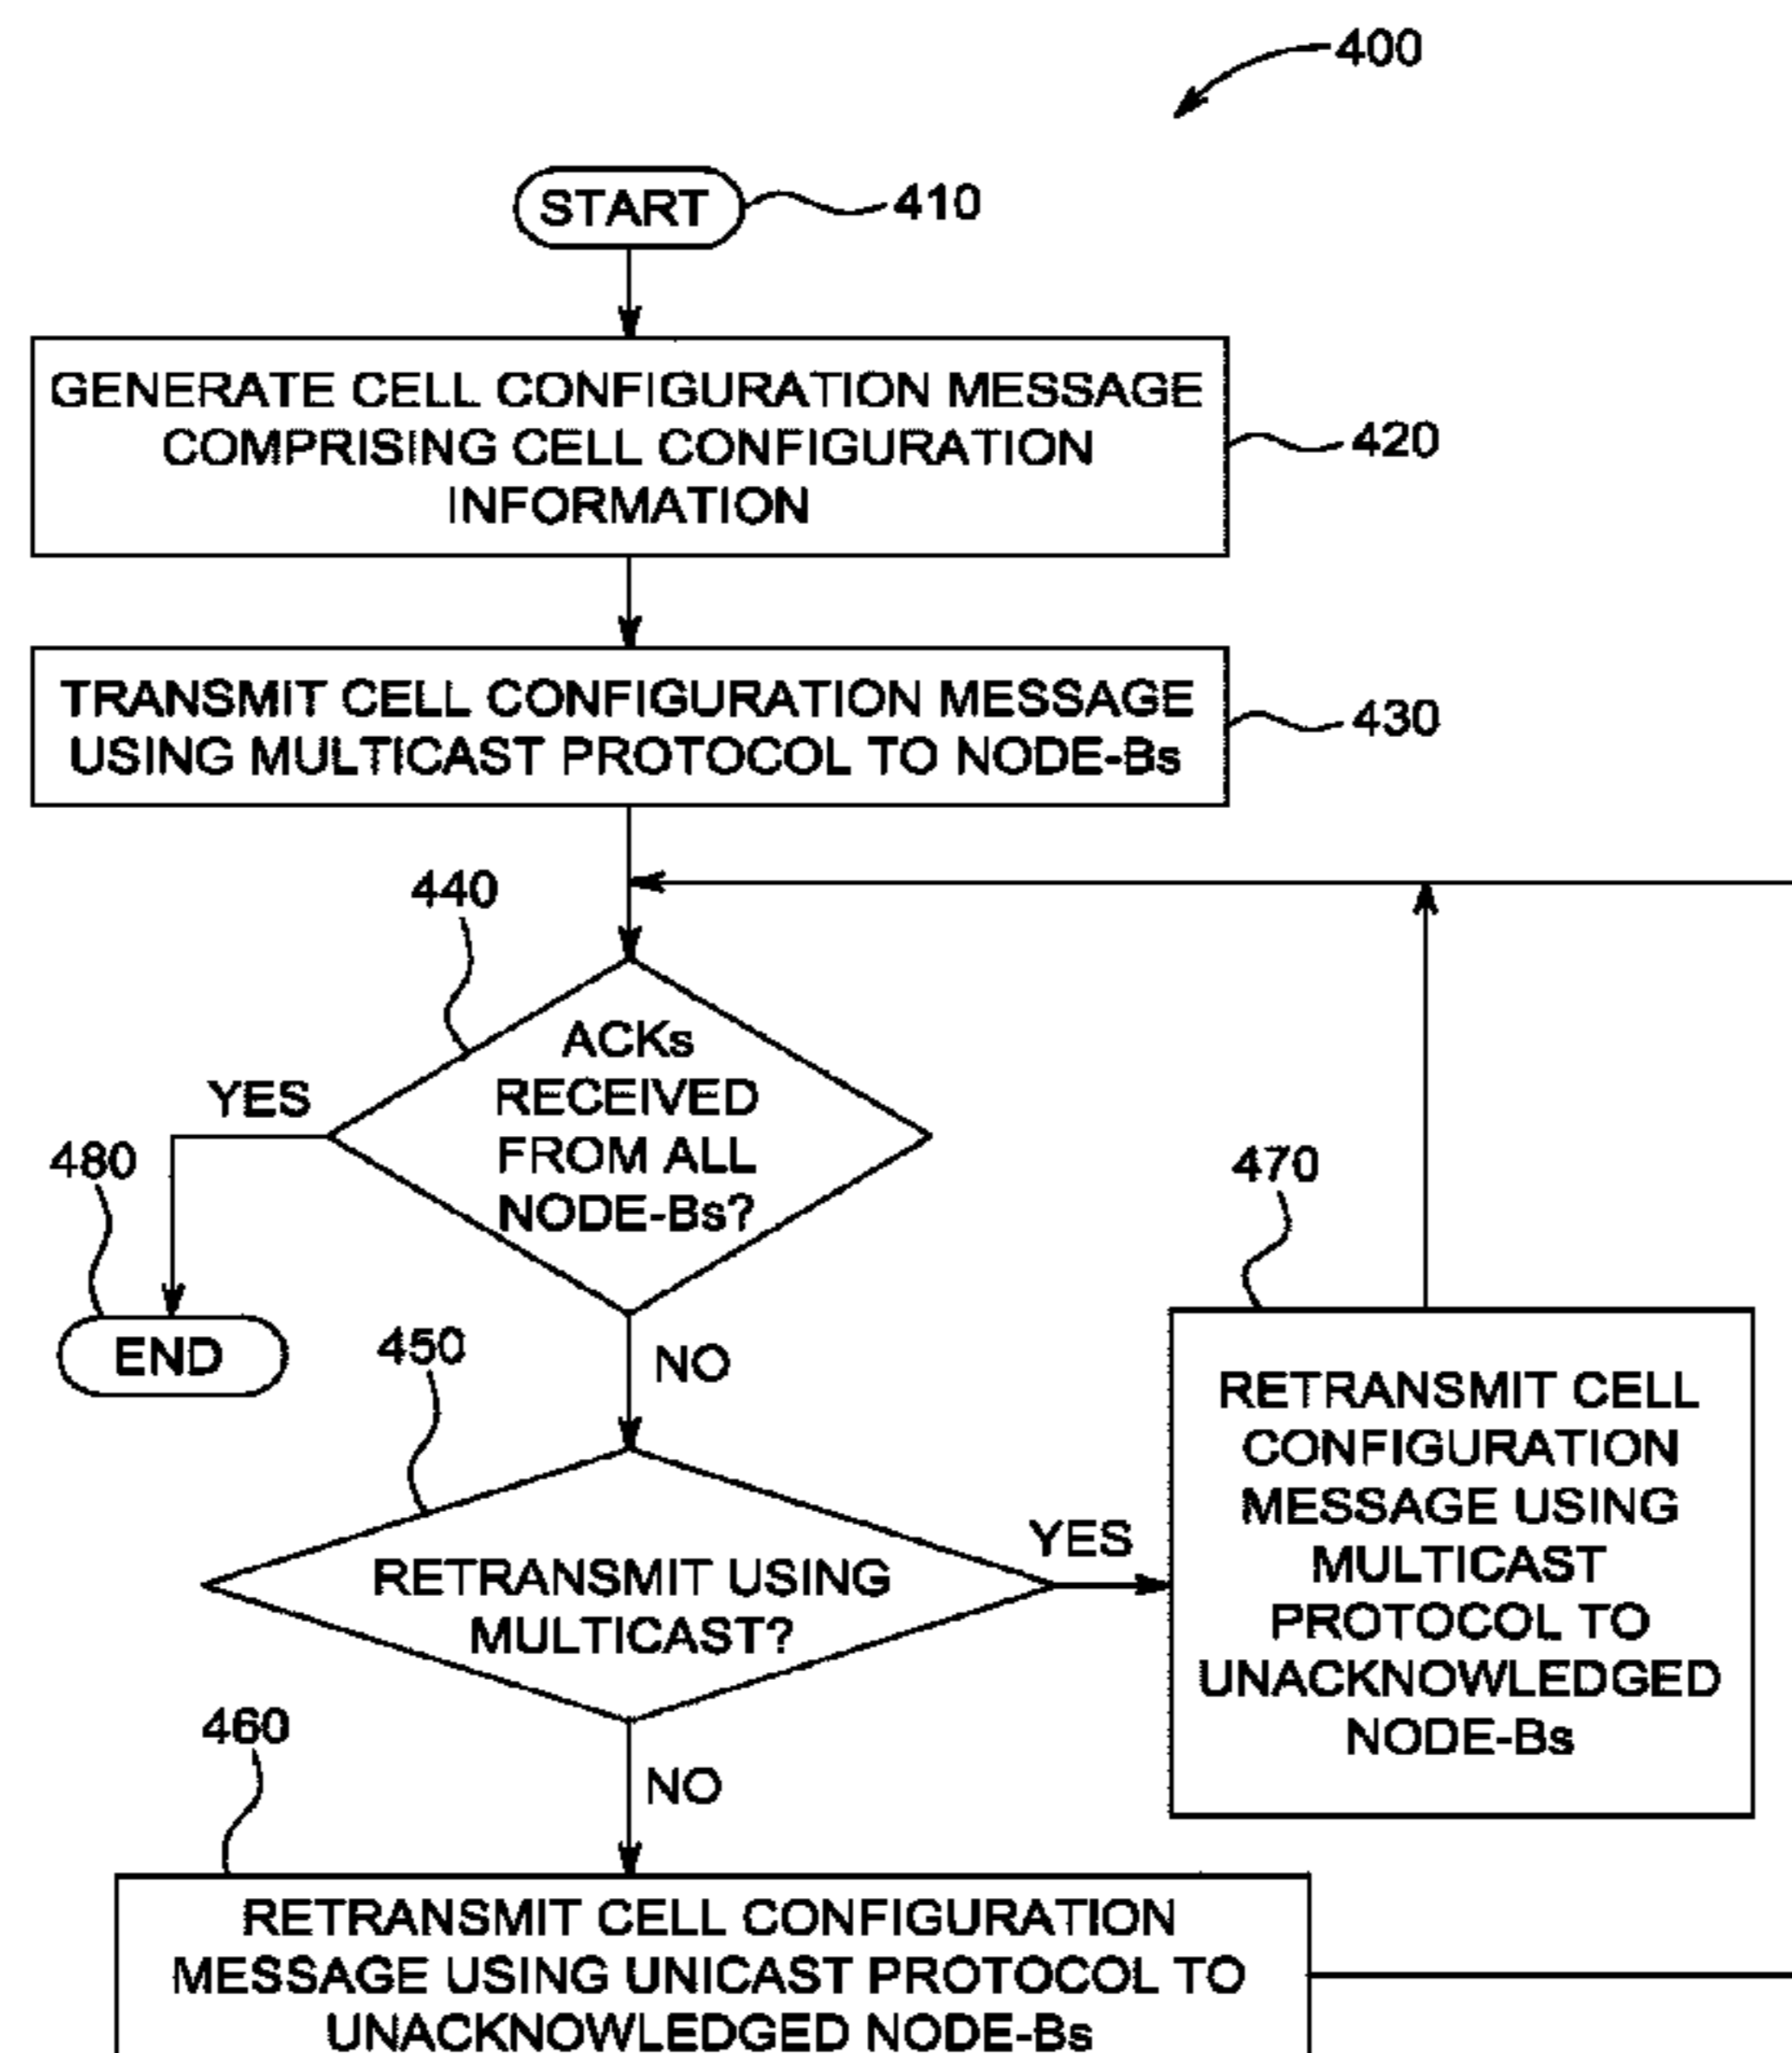 400
START
410
GENERATE CELL CONFIGURATION MESSAGE
COMPRISING CELL CONFIGURATION
INFORMATION
420
TRANSMIT CELL CONFIGURATION MESSAGE
USING MULTICAST PROTOCOL TO NODE-Bs
430
440
ACKs
RECEIVED
FROM ALL
NODE-Bs?
YES
480
END
NO
450
RETRANSMIT USING
MULTICAST?
YES
470
RETRANSMIT CELL
CONFIGURATION
MESSAGE USING
MULTICAST
PROTOCOL TO
UNACKNOWLEDGED
NODE-Bs
NO
460
RETRANSMIT CELL CONFIGURATION
MESSAGE USING UNICAST PROTOCOL TO
UNACKNOWLEDGED NODE-Bs